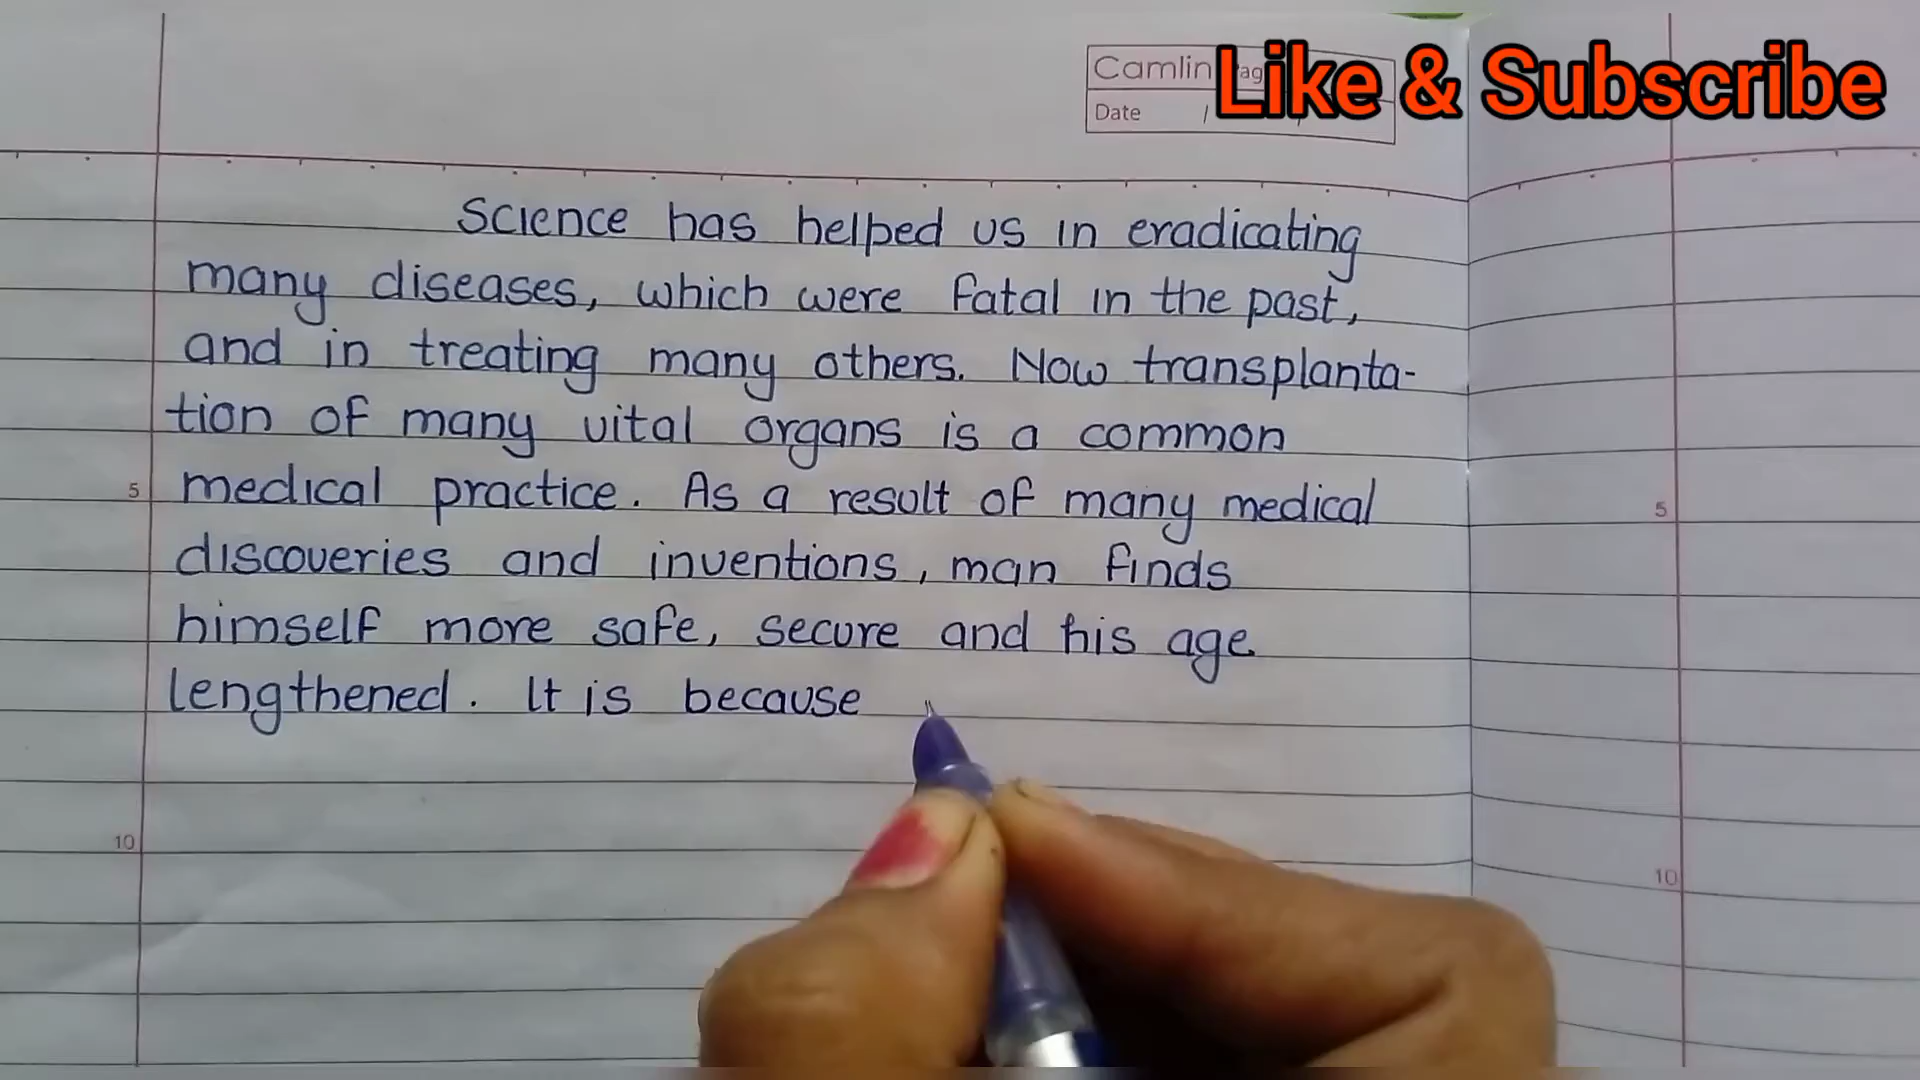 Camlin
Date / /
Like & Subscribe
Science has helped us in eradicating
many diseases, which were fatal in the past,
and in treating many others. Now transplanta-
tion of many vital organs is a common
5 medical practice. As a result of many medical
discoveries and inventions, man finds
himself more safe, secure and his age
lengthened. It is because
10
5
10